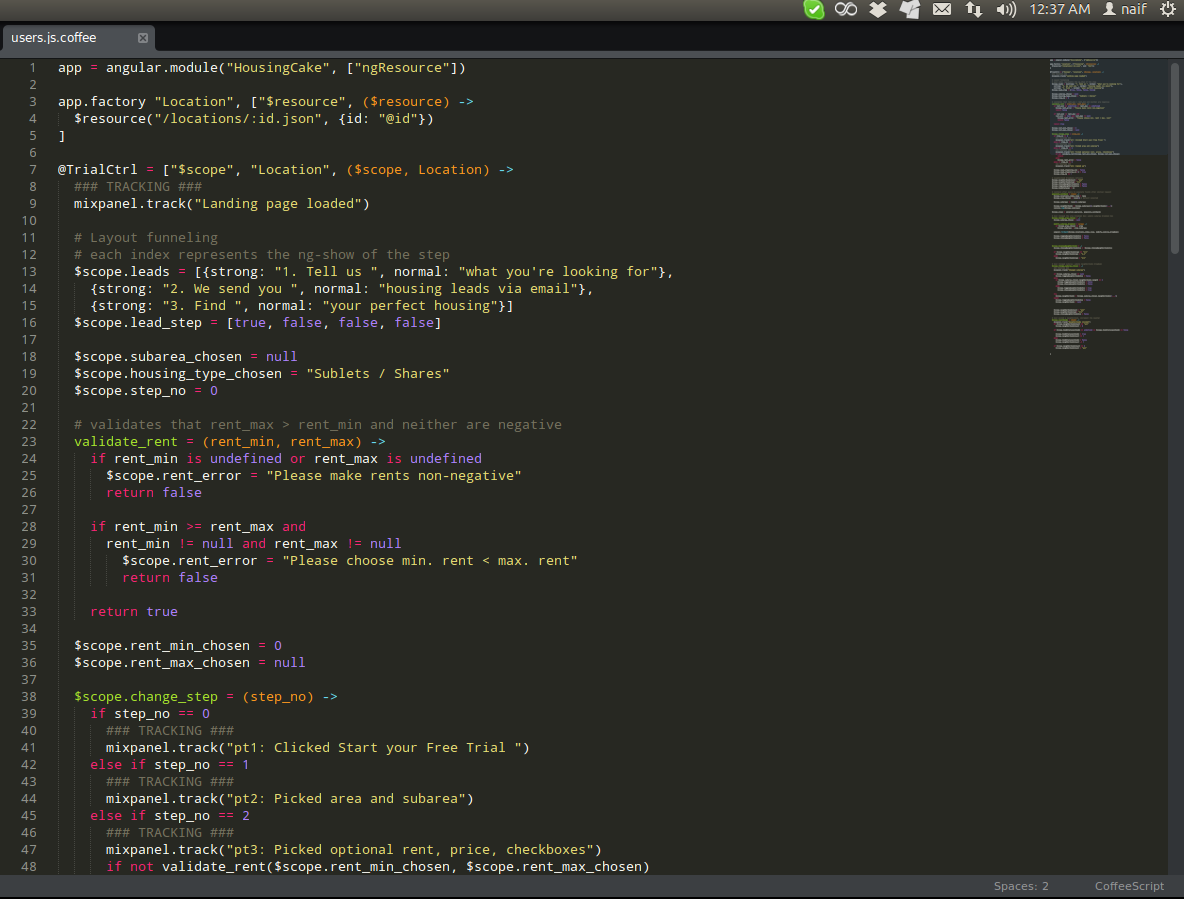 12:37 AM naif
users.js.coffee
1 app = angular.module("HousingCake", ["ngResource"])
2
3 app.factory "Location", ["$resource", ($resource) ->
4   $resource("/locations/:id.json", {id: "@id"})
5 ]
6
7 @TrialCtrl = ["$scope", "Location", ($scope, Location) ->
8   ### TRACKING ###
9   mixpanel.track("Landing page loaded")
10
11   # Layout funneling
12   # each index represents the ng-show of the step
13   $scope.leads = [{strong: "1. Tell us ", normal: "what you're looking for"},
14     {strong: "2. We send you ", normal: "housing leads via email"},
15     {strong: "3. Find ", normal: "your perfect housing"}]
16   $scope.lead_step = [true, false, false, false]
17
18   $scope.subarea_chosen = null
19   $scope.housing_type_chosen = "Sublets / Shares"
20   $scope.step_no = 0
21
22   # validates that rent_max > rent_min and neither are negative
23   validate_rent = (rent_min, rent_max) ->
24     if rent_min is undefined or rent_max is undefined
25       $scope.rent_error = "Please make rents non-negative"
26       return false
27
28     if rent_min >= rent_max and
29       rent_min != null and rent_max != null
30         $scope.rent_error = "Please choose min. rent < max. rent"
31         return false
32
33     return true
34
35   $scope.rent_min_chosen = 0
36   $scope.rent_max_chosen = null
37
38   $scope.change_step = (step_no) ->
39     if step_no == 0
40       ### TRACKING ###
41       mixpanel.track("pt1: Clicked Start your Free Trial ")
42     else if step_no == 1
43       ### TRACKING ###
44       mixpanel.track("pt2: Picked area and subarea")
45     else if step_no == 2
46       ### TRACKING ###
47       mixpanel.track("pt3: Picked optional rent, price, checkboxes")
48       if not validate_rent($scope.rent_min_chosen, $scope.rent_max_chosen)
Spaces: 2 CoffeeScript